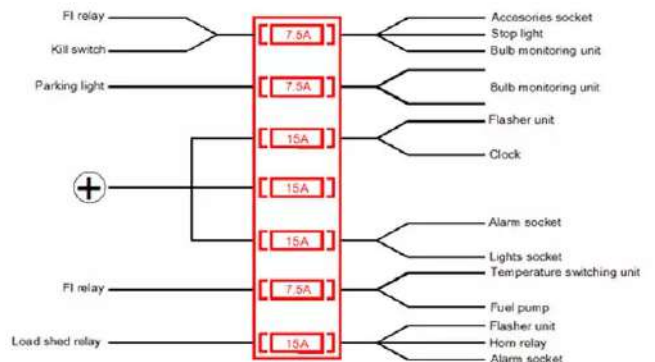 FI relay
Kill switch
7.5A
Accesories socket
Stop light
Bulb monitoring unit
Parking light
7.5A
Bulb monitoring unit
15A
Flasher unit
Clock
15A
15A
Alarm socket
Lights socket
FI relay
7.5A
Temperature switching unit
Fuel pump
Load shed relay
15A
Flasher unit
Horn relay
Alarm socket